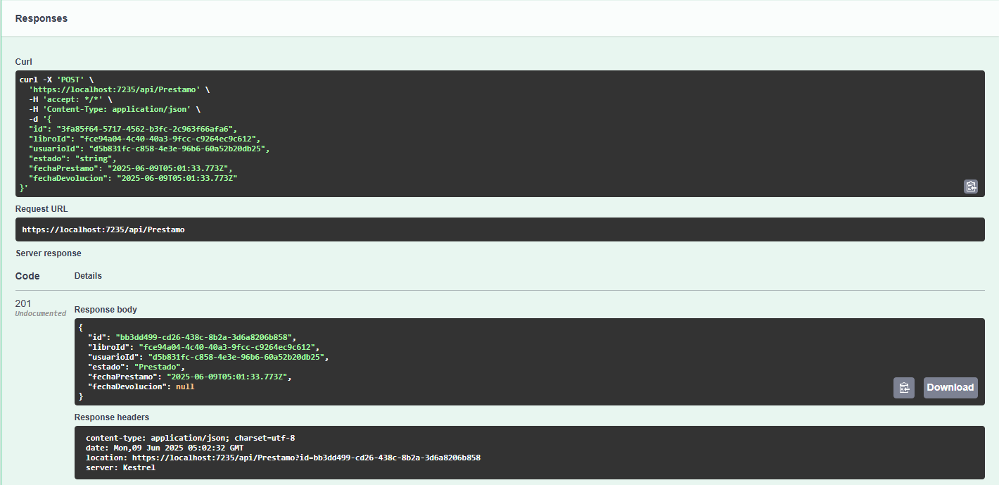 Responses
Curl
curl -X 'POST' \
  'https://localhost:7235/api/Prestamo' \
  -H 'accept: */*' \
  -H 'Content-Type: application/json' \
  -d '{
  "id": "3fa85f64-5717-4562-b3fc-2c963f66afa6",
  "libroId": "fce94a04-4c40-40a3-9fcc-c9264ec9c612",
  "usuarioId": "d5b831fc-c858-4e3e-96b6-60a52b20db25",
  "estado": "string",
  "fechaPrestamo": "2025-06-09T05:01:33.773Z",
  "fechaDevolucion": "2025-06-09T05:01:33.773Z"
}'
Request URL
https://localhost:7235/api/Prestamo
Server response
Code Details
201
Undocumented
Response body
{
  "id": "bb3dd499-cd26-438c-8b2a-3d6a8206b858",
  "libroId": "fce94a04-4c40-40a3-9fcc-c9264ec9c612",
  "usuarioId": "d5b831fc-c858-4e3e-96b6-60a52b20db25",
  "estado": "Prestado",
  "fechaPrestamo": "2025-06-09T05:01:33.773Z",
  "fechaDevolucion": null
}
Download
Response headers
content-type: application/json; charset=utf-8
date: Mon,09 Jun 2025 05:02:32 GMT
location: https://localhost:7235/api/Prestamo?id=bb3dd499-cd26-438c-8b2a-3d6a8206b858
server: Kestrel